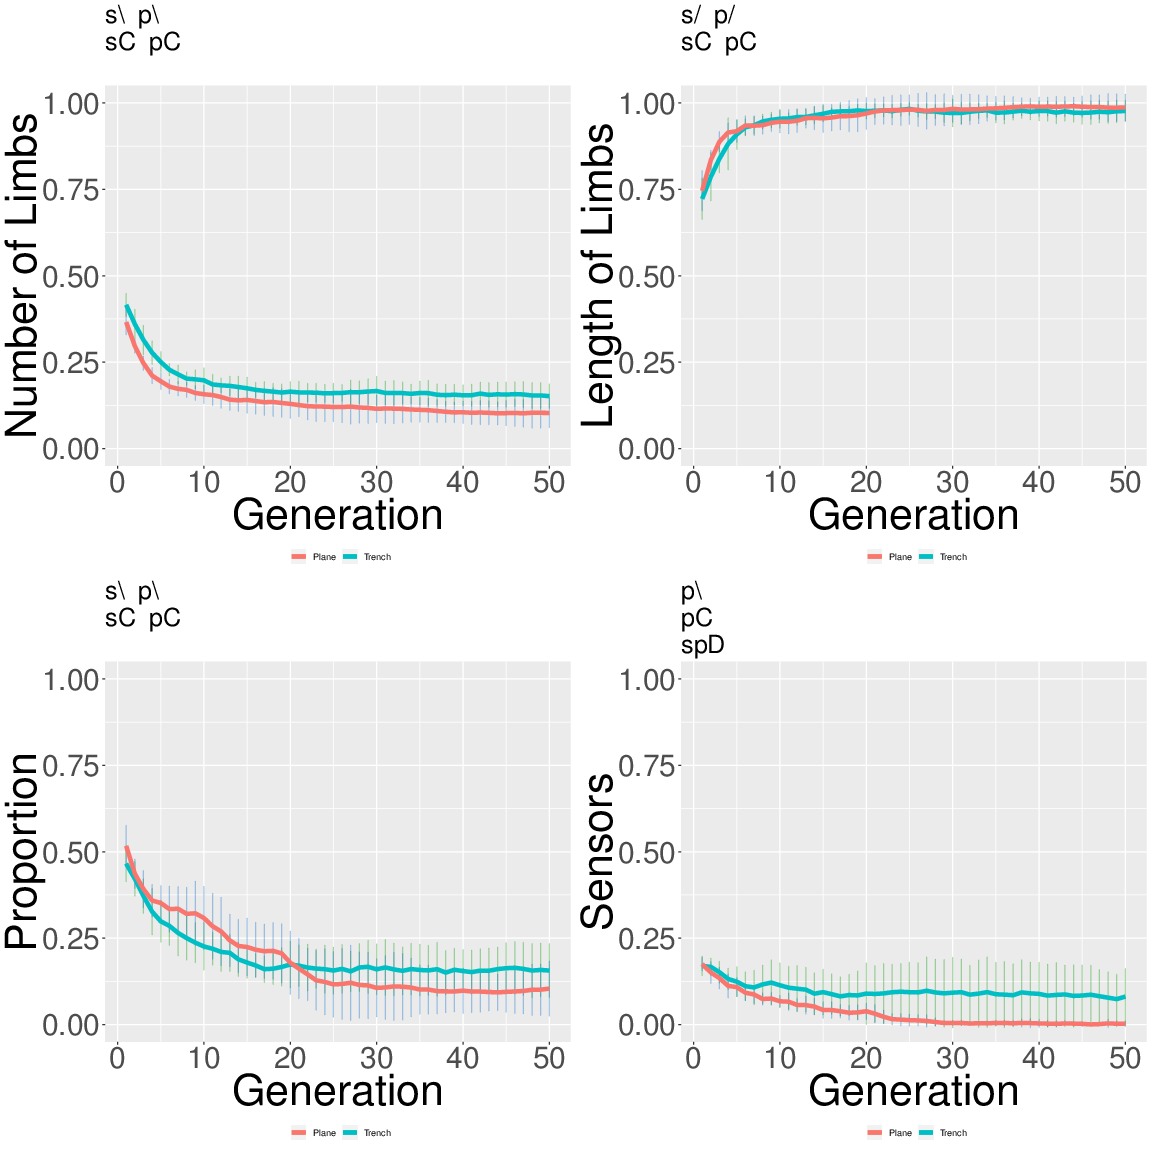 s\ p\
sC pC
Number of Limbs
1.00
0.75
0.50
0.25
0.00
0 10 20 30 40 50
Generation
Plane Trench
s/ p/
sC pC
Length of Limbs
1.00
0.75
0.50
0.25
0.00
0 10 20 30 40 50
Generation
Plane Trench
s\ p\
sC pC
Proportion
1.00
0.75
0.50
0.25
0.00
0 10 20 30 40 50
Generation
Plane Trench
p\
pC
spD
Sensors
1.00
0.75
0.50
0.25
0.00
0 10 20 30 40 50
Generation
Plane Trench